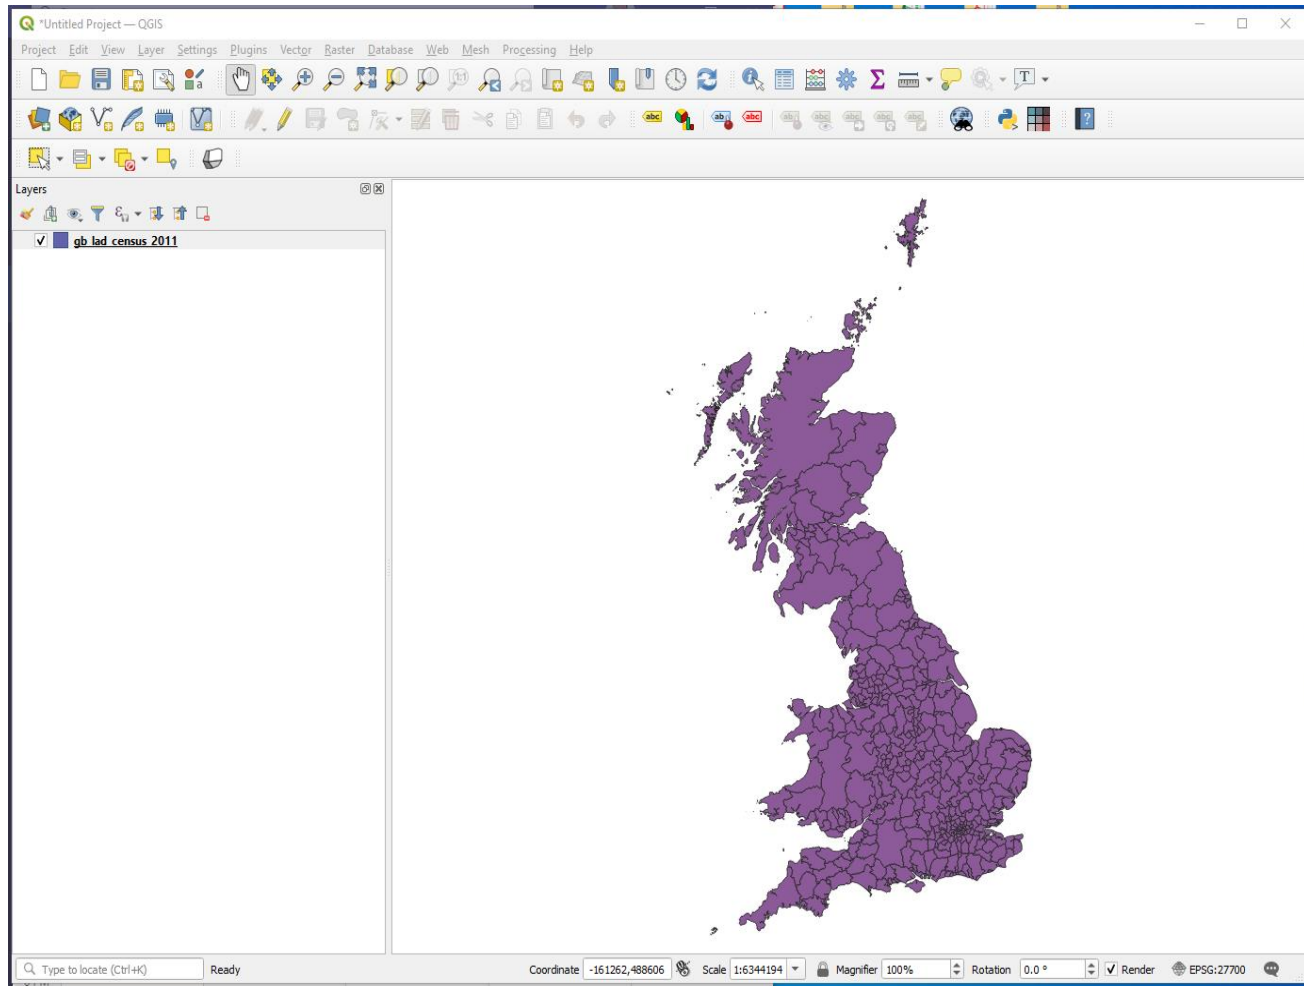 *Untitled Project — QGIS
Project Edit View Layer Settings Plugins Vector Raster Database Web Mesh Processing Help
Layers
gb_lad_census_2011
Type to locate (Ctrl+K) Ready Coordinate -161262,488606 Scale 1:6344194 Magnifier 100% Rotation 0.0 ° Render EPSG:27700